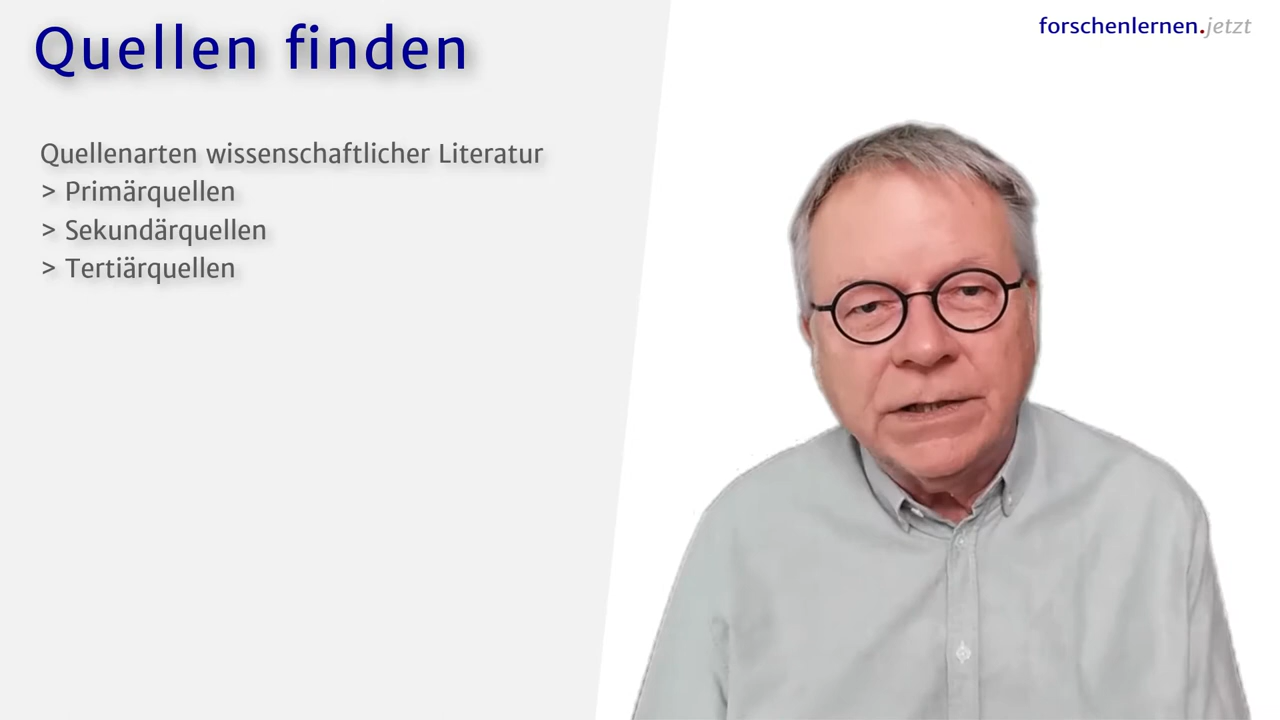 Quellen finden
forschenlernen.jetzt
Quellenarten wissenschaftlicher Literatur
> Primärquellen
> Sekundärquellen
> Tertiärquellen